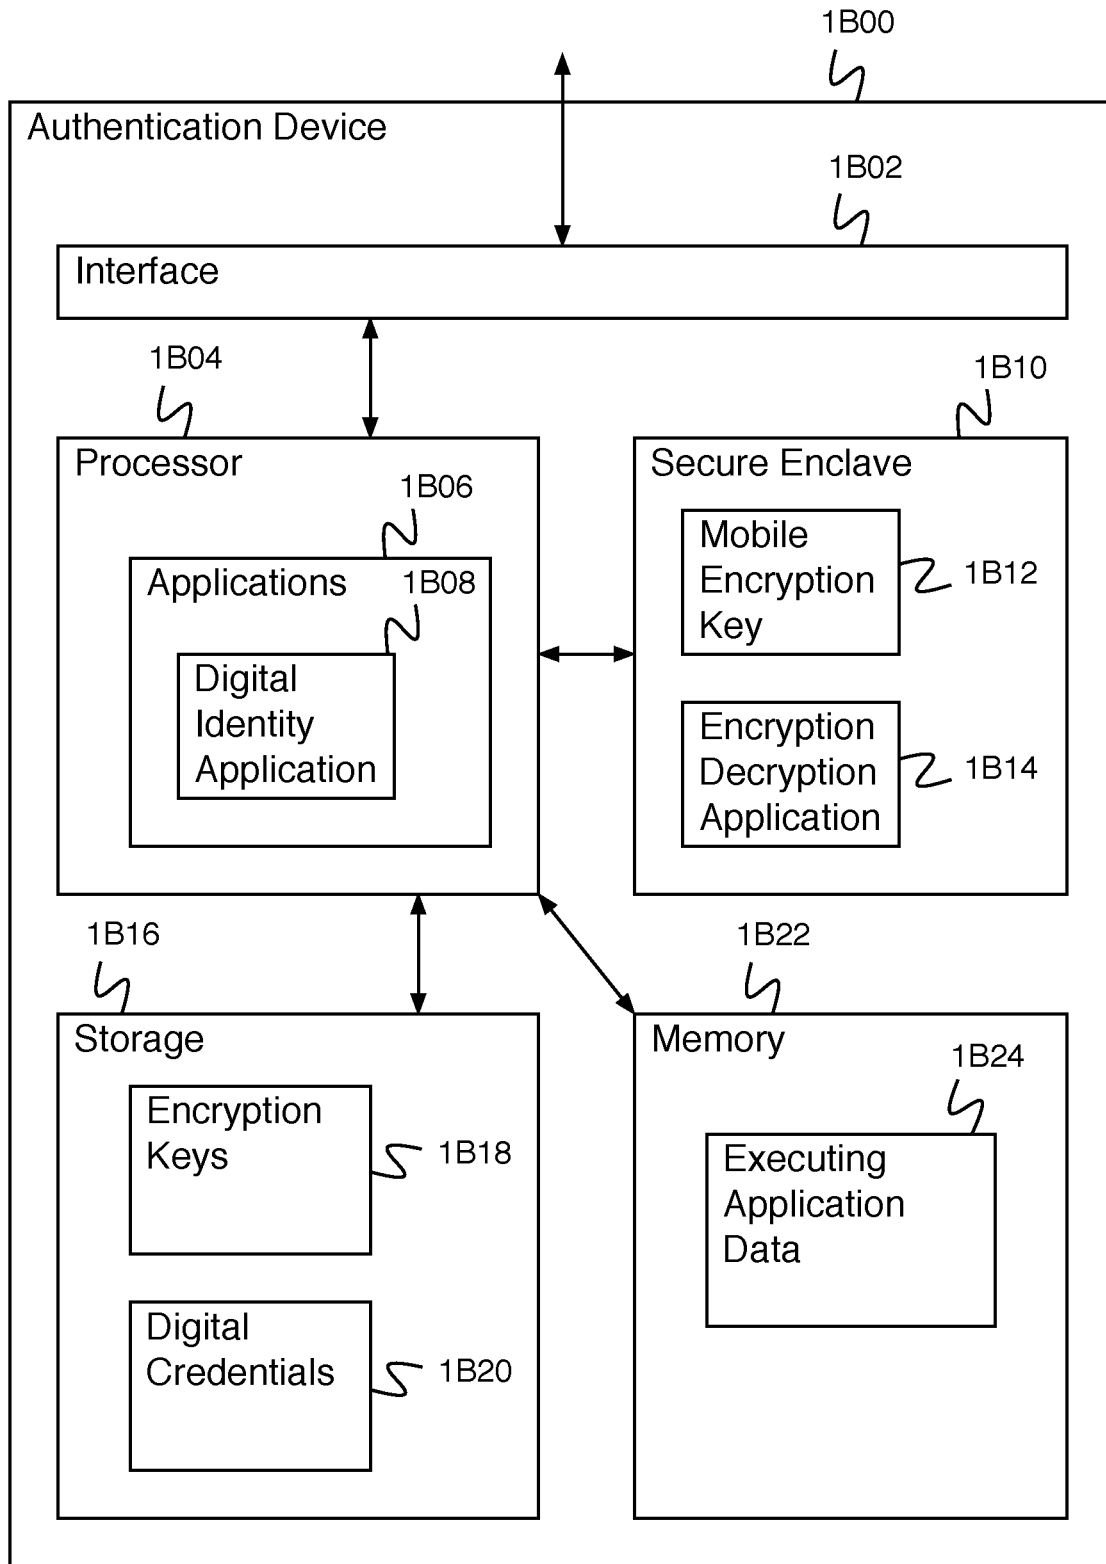 1B00
Authentication Device
1B02
Interface
1B04
1B10
Processor
Secure Enclave
1B06
Applications
1B08
Digital
Identity
Application
Mobile
Encryption
Key
1B12
Encryption
Decryption
Application
1B14
1B16
1B22
Storage
Memory
Encryption
Keys
1B18
Digital
Credentials
1B20
1B24
Executing
Application
Data